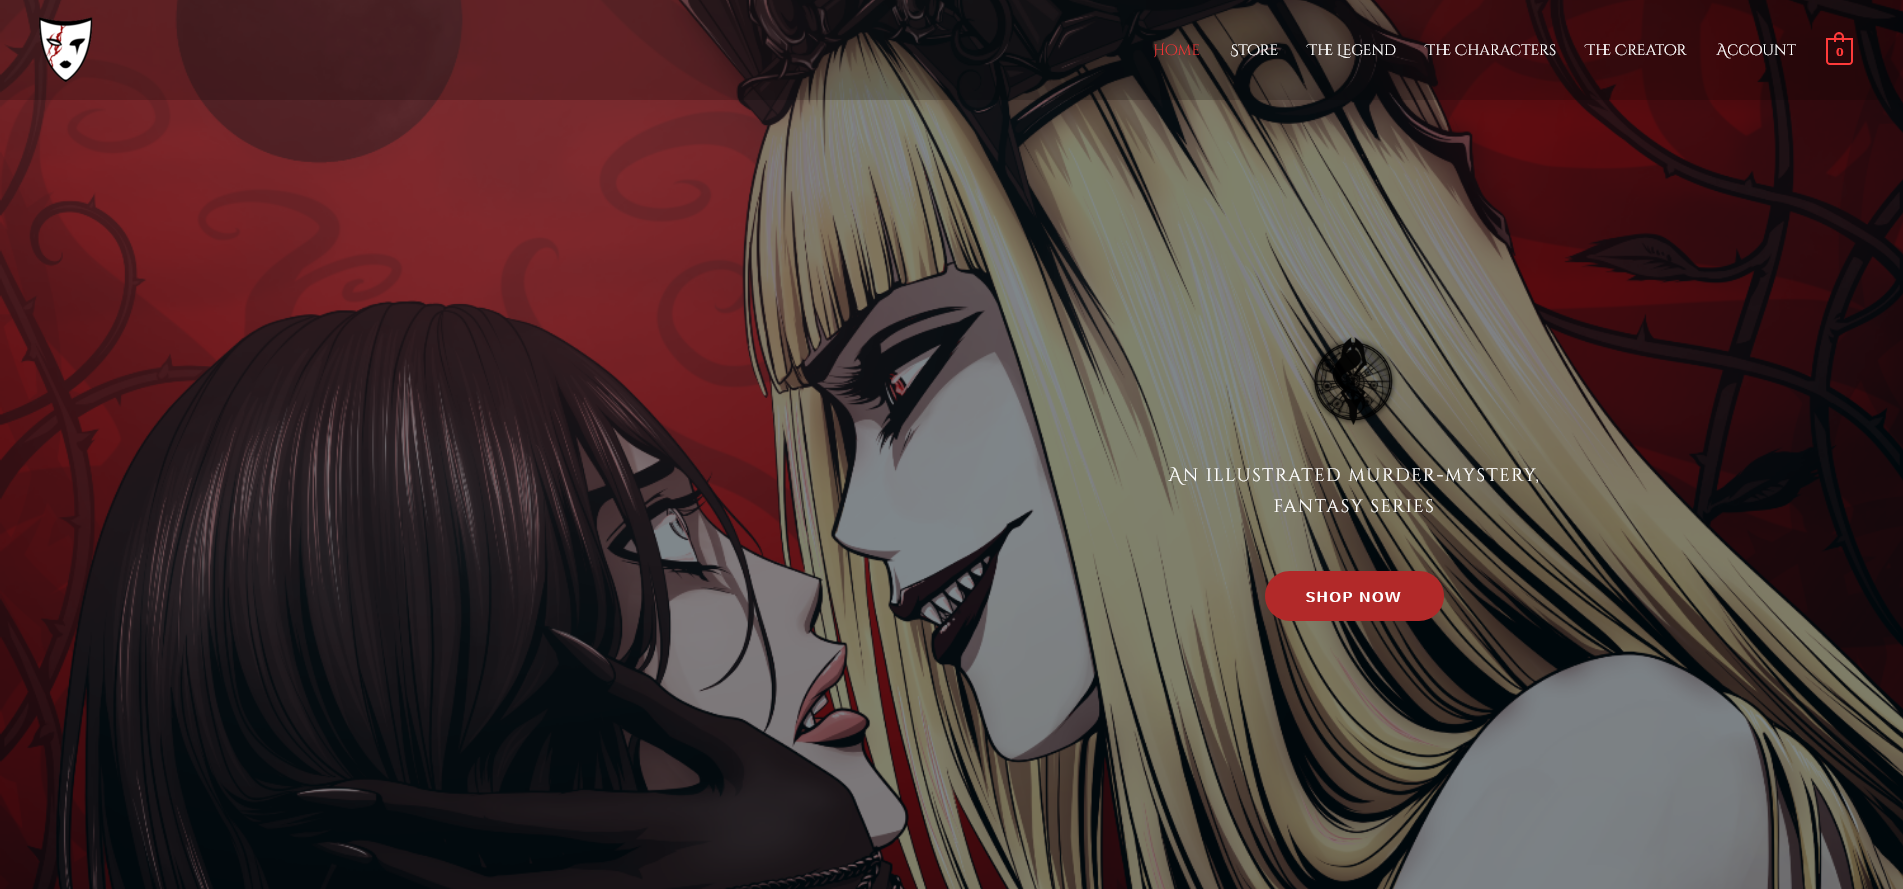 Home
Store
The Legend
The Characters
The Creator
Account
0
An illustrated murder-mystery,
fantasy series
SHOP NOW